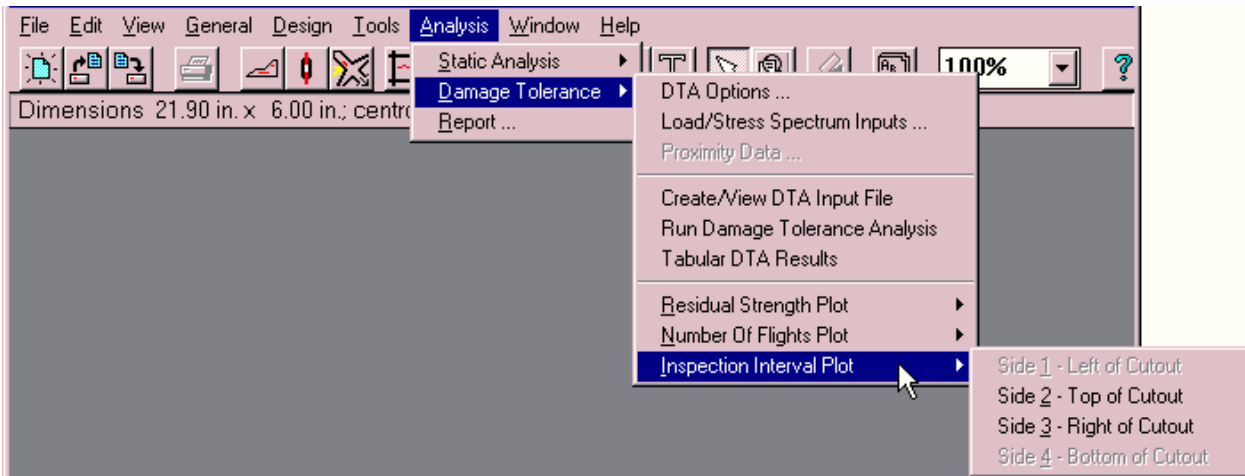 File Edit View General Design Tools Analysis Window Help
100%
Dimensions 21.90 in. x 6.00 in.; centro
Static Analysis
Damage Tolerance
Report ...
DTA Options ...
Load/Stress Spectrum Inputs ...
Proximity Data ...
Create/View DTA Input File
Run Damage Tolerance Analysis
Tabular DTA Results
Residual Strength Plot
Number Of Flights Plot
Inspection Interval Plot
Side 1 - Left of Cutout
Side 2 - Top of Cutout
Side 3 - Right of Cutout
Side 4 - Bottom of Cutout